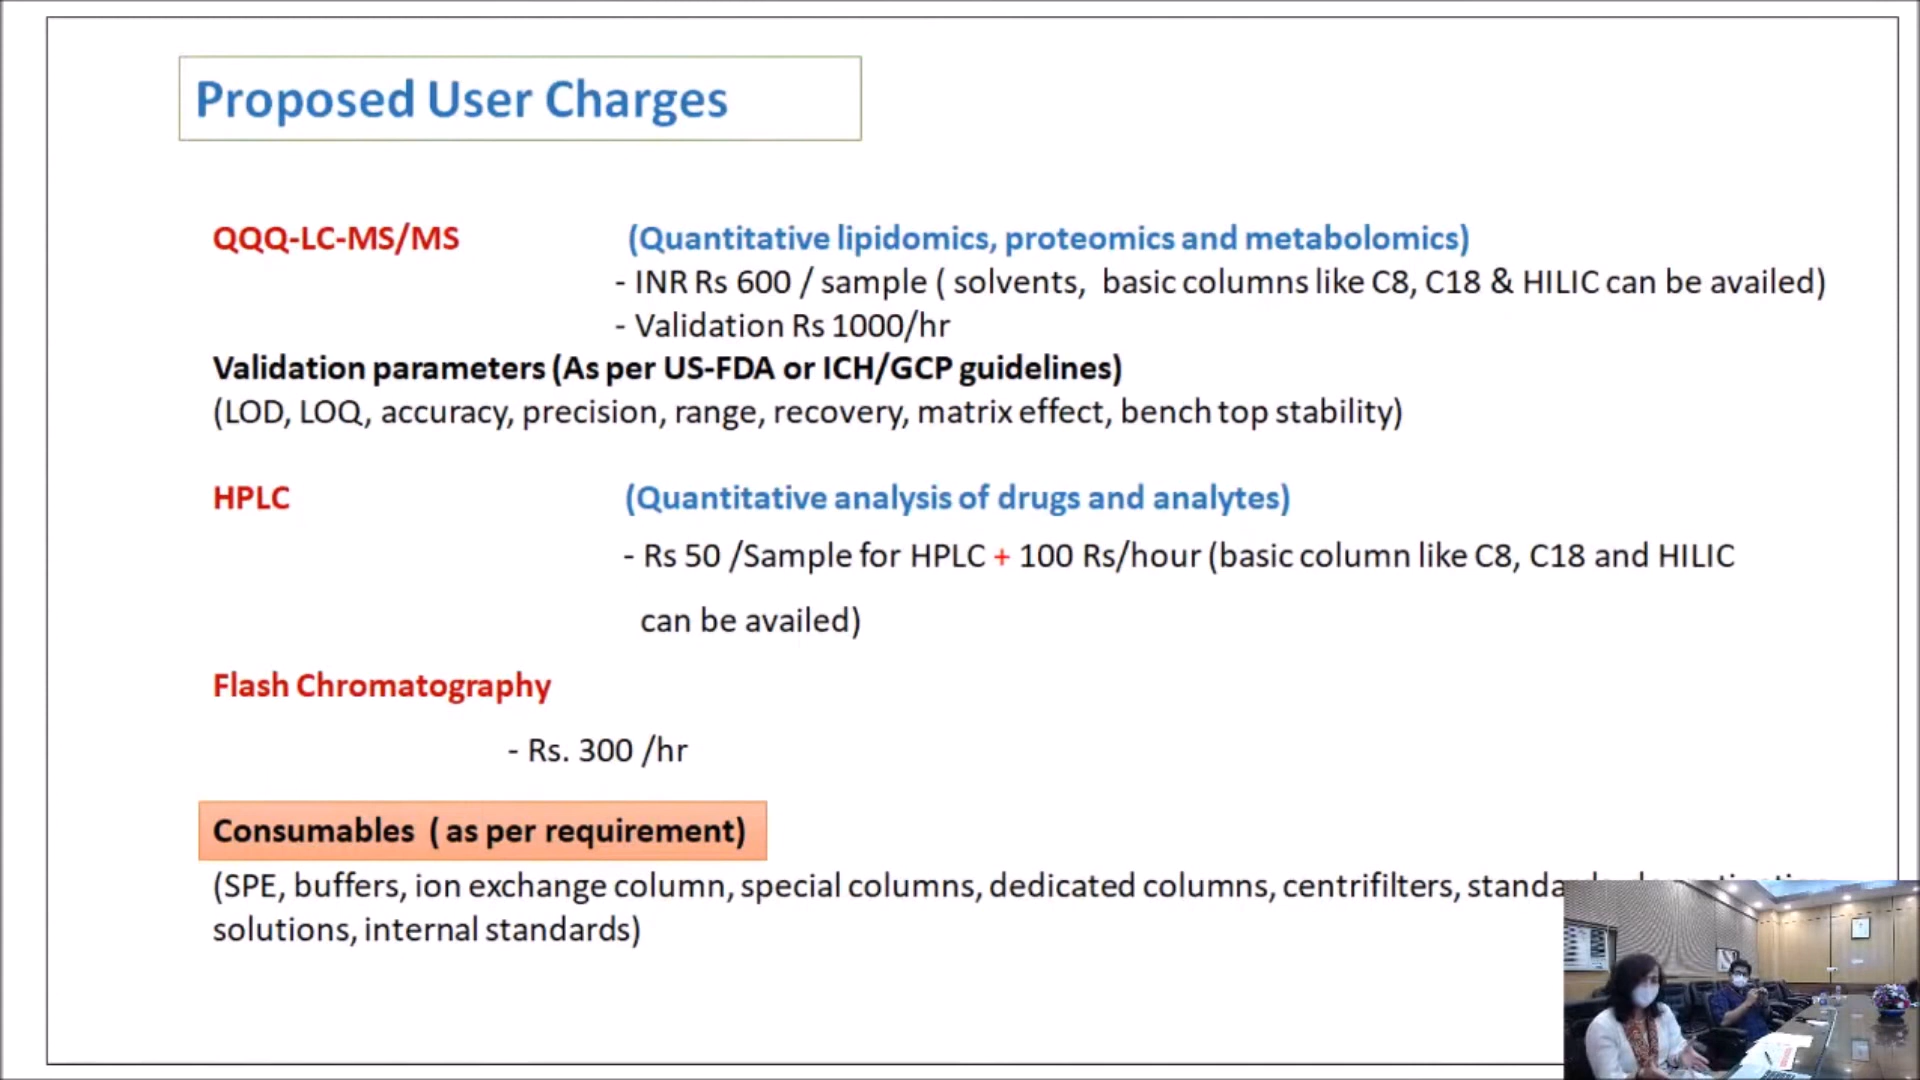 Proposed User Charges
QQQ-LC-MS/MS (Quantitative lipidomics, proteomics and metabolomics)
- INR Rs 600 / sample ( solvents, basic columns like C8, C18 & HILIC can be availed)
- Validation Rs 1000/hr
Validation parameters (As per US-FDA or ICH/GCP guidelines)
(LOD, LOQ, accuracy, precision, range, recovery, matrix effect, bench top stability)
HPLC (Quantitative analysis of drugs and analytes)
- Rs 50 /Sample for HPLC + 100 Rs/hour (basic column like C8, C18 and HILIC
can be availed)
Flash Chromatography
- Rs. 300 /hr
Consumables ( as per requirement)
(SPE, buffers, ion exchange column, special columns, dedicated columns, centrifilters,
solutions, internal standards)